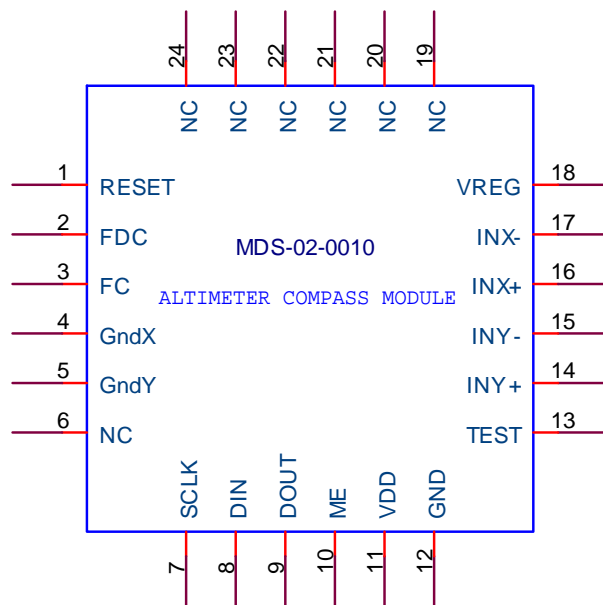 24 23 22 21 20 19
NC NC NC NC NC NC
1 RESET VREG 18
2 FDC INX- 17
MDS-02-0010
3 FC INX+ 16
ALTIMETER COMPASS MODULE
4 GndX INY- 15
5 GndY INY+ 14
6 NC TEST 13
SCLK DIN DOUT ME VDD GND
7 8 9 10 11 12